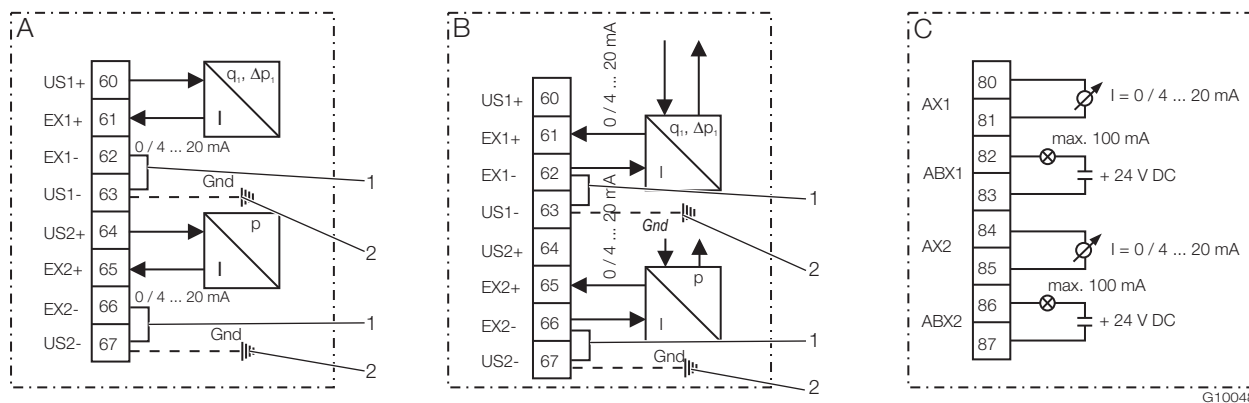 A
US1+ 60
EX1+ 61
EX1- 62
US1- 63
US2+ 64
EX2+ 65
EX2- 66
US2- 67
q1, Δp1
I
0 / 4 ... 20 mA
Gnd
p
I
0 / 4 ... 20 mA
Gnd
1
2
1
2
B
US1+ 60
EX1+ 61
EX1- 62
US1- 63
US2+ 64
EX2+ 65
EX2- 66
US2- 67
0 / 4 ... 20 mA
q1, Δp1
I
0 / 4 ... 20 mA
Gnd
p
I
Gnd
1
2
1
2
C
AX1
80
81
I = 0 / 4 ... 20 mA
ABX1
82
83
max. 100 mA
+ 24 V DC
AX2
84
85
I = 0 / 4 ... 20 mA
ABX2
86
87
max. 100 mA
+ 24 V DC